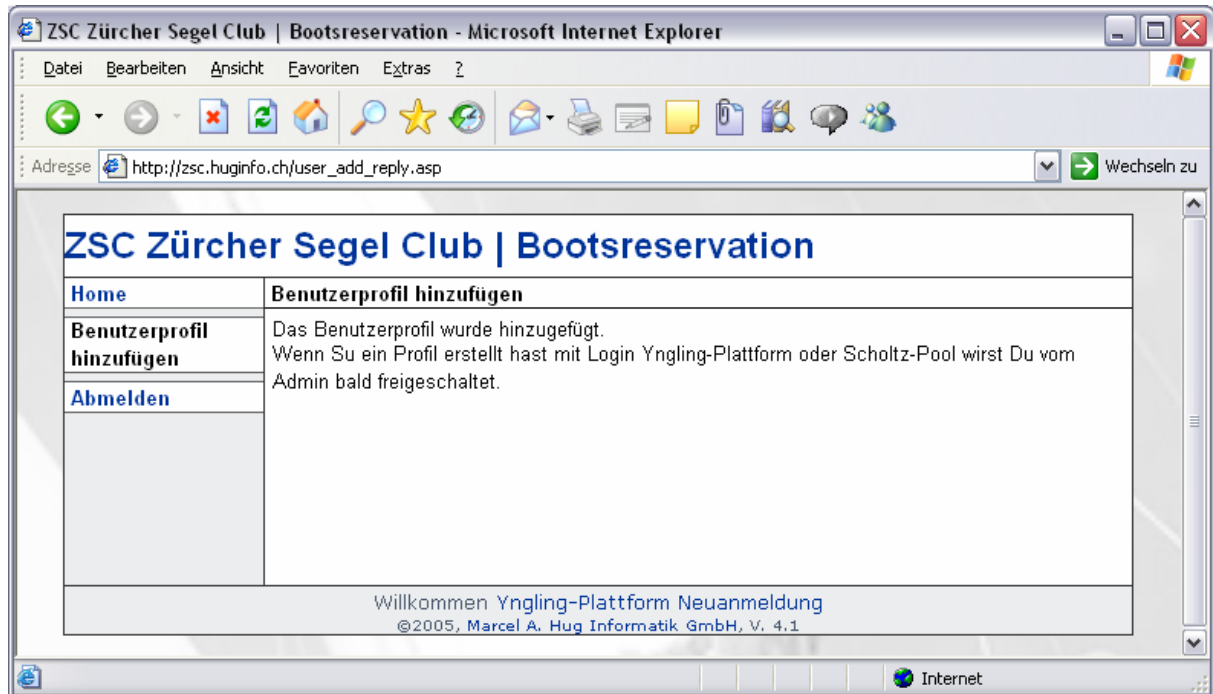 ZSC Zürcher Segel Club | Bootsreservation - Microsoft Internet Explorer
Datei Bearbeiten Ansicht Favoriten Extras ?
Adresse http://zsc.huginfo.ch/user_add_reply.asp Wechseln zu
ZSC Zürcher Segel Club | Bootsreservation
Home
Benutzerprofil hinzufügen
Benutzerprofil
hinzufügen
Abmelden
Das Benutzerprofil wurde hinzugefügt.
Wenn Su ein Profil erstellt hast mit Login Yngling-Plattform oder Scholtz-Pool wirst Du vom
Admin bald freigeschaltet.
Willkommen Yngling-Plattform Neuanmeldung
©2005, Marcel A. Hug Informatik GmbH, V. 4.1
Internet